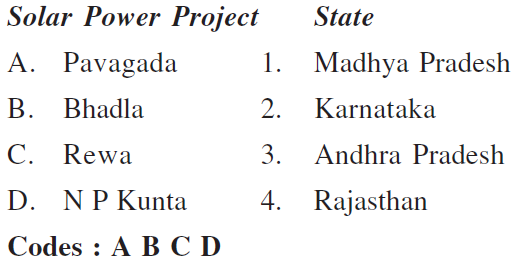 Solar Power Project State
A. Pavagada 1. Madhya Pradesh
B. Bhadla 2. Karnataka
C. Rewa 3. Andhra Pradesh
D. N P Kunta 4. Rajasthan
Codes : A B C D